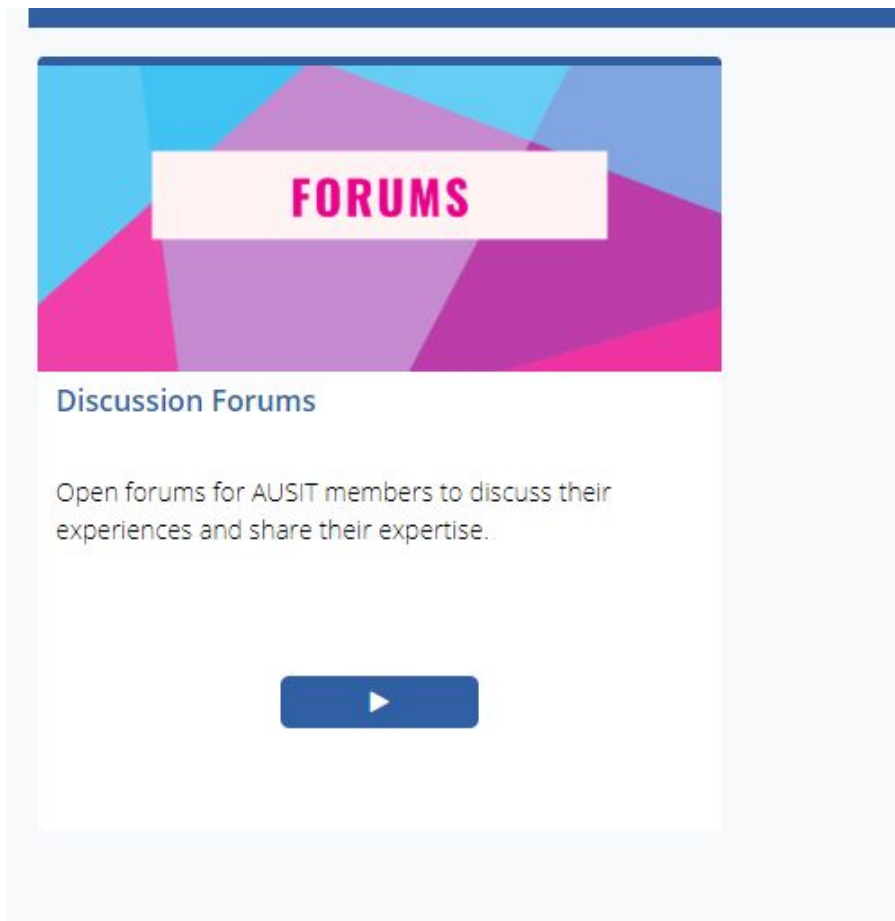 FORUMS
Discussion Forums
Open forums for AUSIT members to discuss their
experiences and share their expertise.